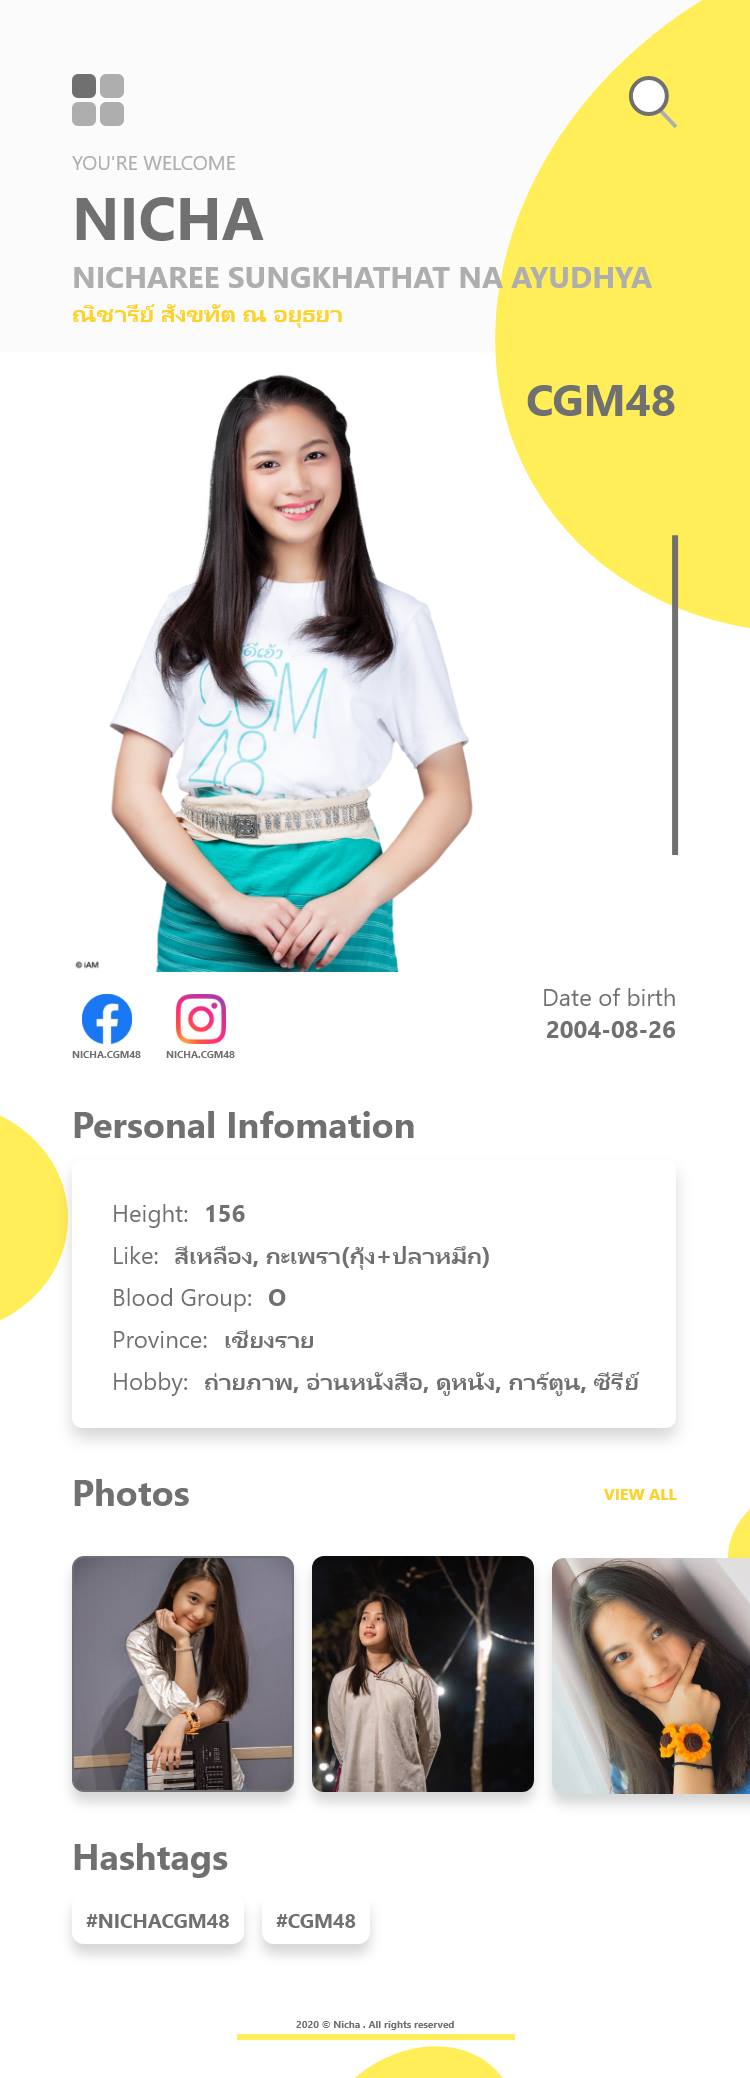 YOU'RE WELCOME
NICHA
NICHAREE SUNGKHATHAT NA AYUDHYA
ณิชารีย์ สังขทัต ณ อยุธยา
CGM48
CGM
48
© iAM
NICHA.CGM48
NICHA.CGM48
Date of birth
2004-08-26
Personal Infomation
Height: 156
Like: สีเหลือง, กะเพรา(กุ้ง+ปลาหมึก)
Blood Group: O
Province: เชียงราย
Hobby: ถ่ายภาพ, อ่านหนังสือ, ดูหนัง, การ์ตูน, ซีรีย์
Photos
VIEW ALL
Hashtags
#NICHACGM48
#CGM48
2020 © Nicha . All rights reserved